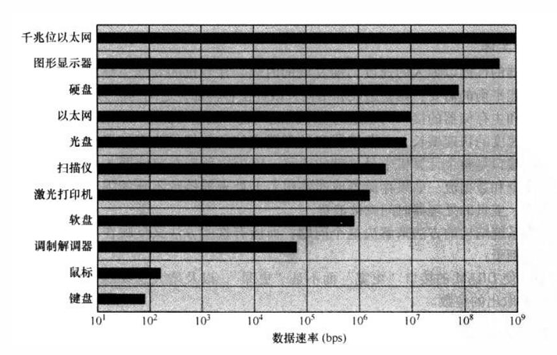 千兆位以太网
图形显示器
硬盘
以太网
光盘
扫描仪
激光打印机
软盘
调制解调器
鼠标
键盘
10¹ 10² 10³ 10⁴ 10⁵ 10⁶ 10⁷ 10⁸ 10⁹
数据速率 (bps)